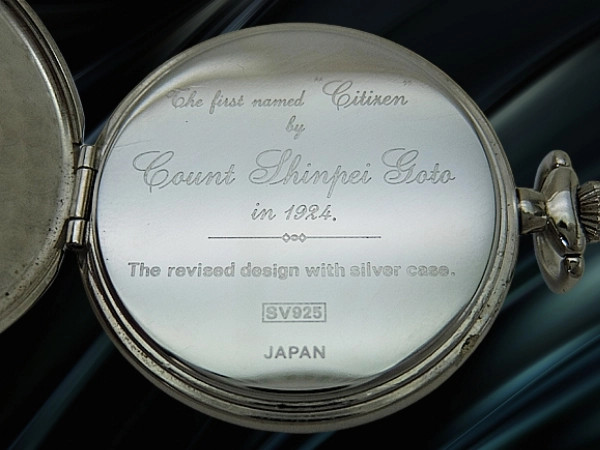 The first named "Citizen"
by
Count Shinpei Goto
in 1924.
The revised design with silver case.
SV925
JAPAN